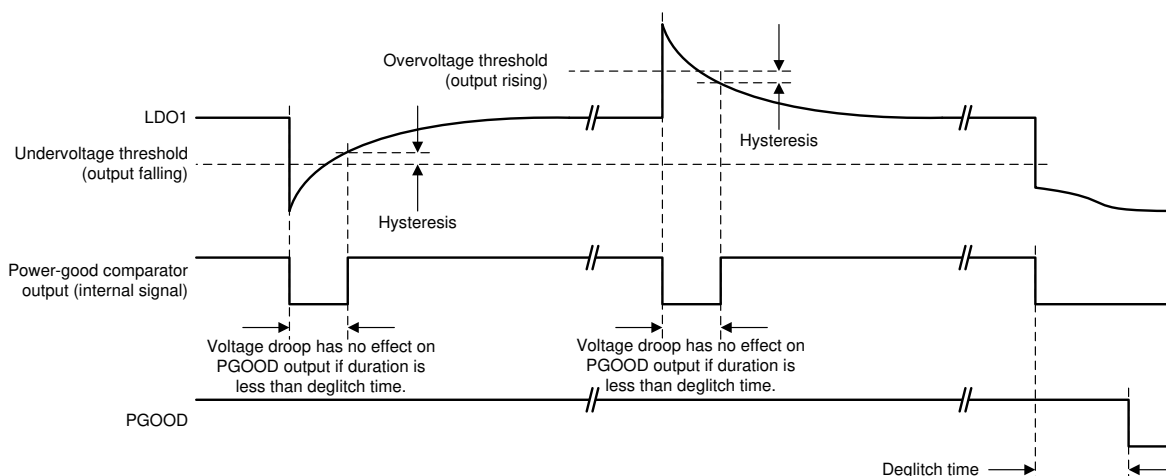 Overvoltage threshold
(output rising)
LDO1
Hysteresis
Undervoltage threshold
(output falling)
Hysteresis
Power-good comparator
output (internal signal)
Voltage droop has no effect on
PGOOD output if duration is
less than deglitch time.
Voltage droop has no effect on
PGOOD output if duration is
less than deglitch time.
PGOOD
Deglitch time